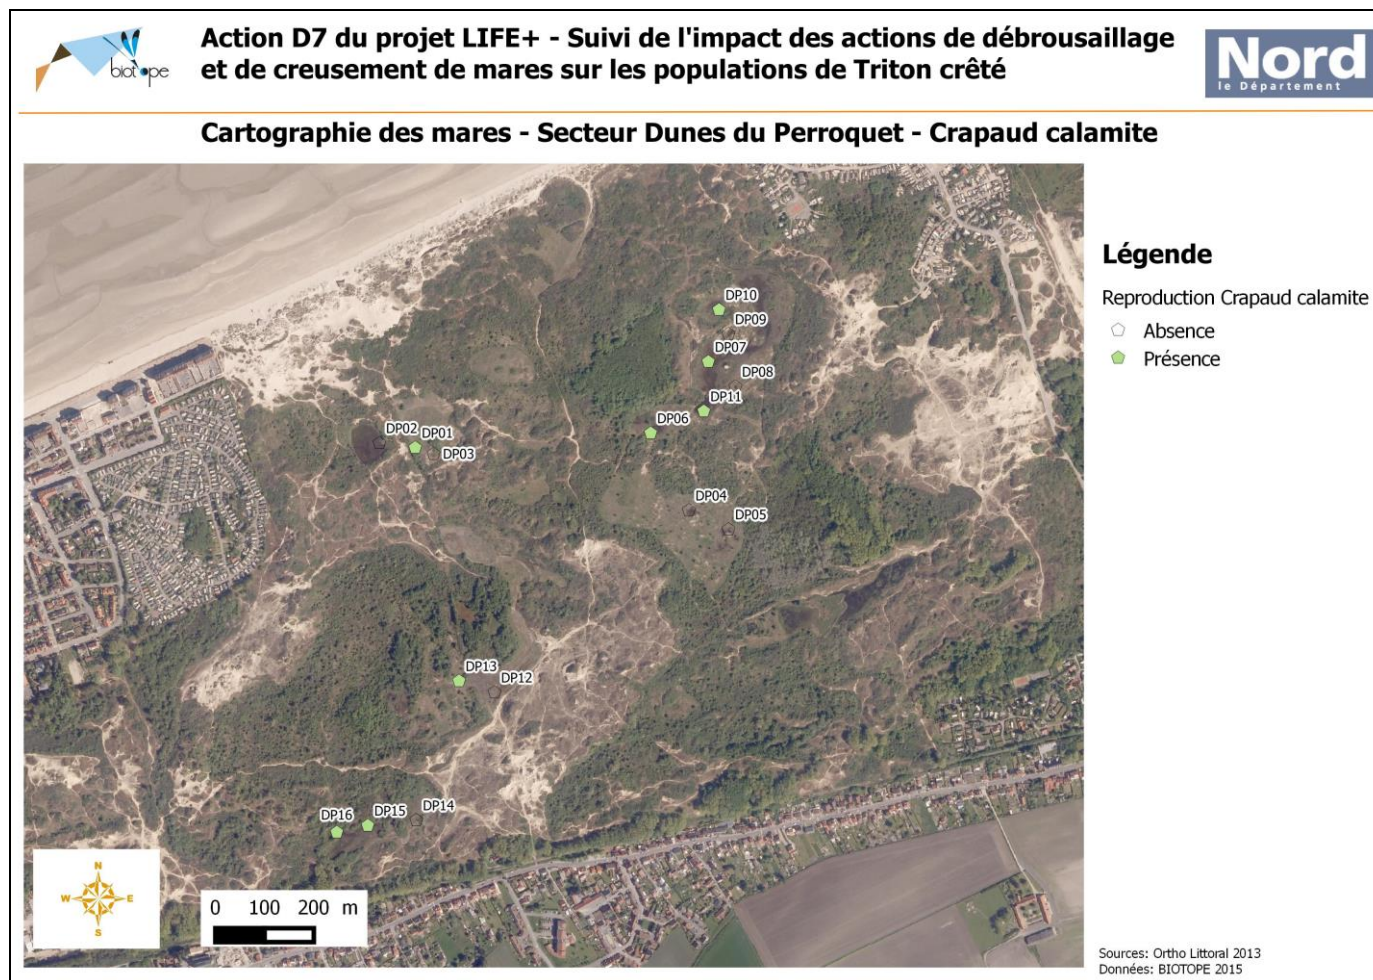 biotope
Action D7 du projet LIFE+ - Suivi de l'impact des actions de débrousaillage
et de creusement de mares sur les populations de Triton crêté
Nord
le Département
Cartographie des mares - Secteur Dunes du Perroquet - Crapaud calamite
DP10
DP09
DP07
DP08
DP11
DP06
DP02
DP01
DP03
DP04
DP05
DP13
DP12
DP16
DP15
DP14
N
W
E
S
0 100 200 m
Légende
Reproduction Crapaud calamite
Absence
Présence
Sources: Ortho Littoral 2013
Données: BIOTOPE 2015